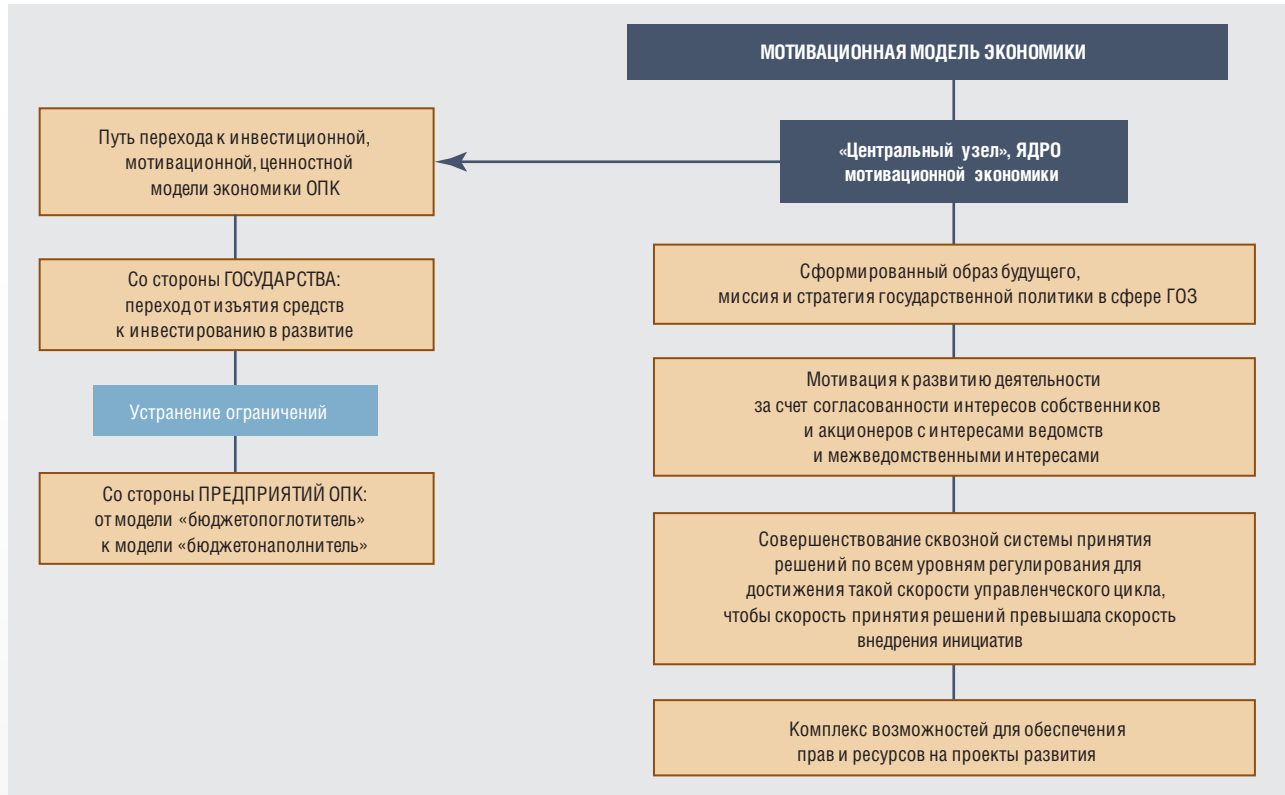 МОТИВАЦИОННАЯ МОДЕЛЬ ЭКОНОМИКИ
«Центральный узел», ЯДРО
мотивационной экономики
Путь перехода к инвестиционной,
мотивационной, ценностной
модели экономики ОПК
Со стороны ГОСУДАРСТВА:
переход от изъятия средств
к инвестированию в развитие
Устранение ограничений
Со стороны ПРЕДПРИЯТИЙ ОПК:
от модели «бюджетопоглотитель»
к модели «бюджетонаполнитель»
Сформированный образ будущего,
миссия и стратегия государственной политики в сфере ГОЗ
Мотивация к развитию деятельности
за счет согласованности интересов собственников
и акционеров с интересами ведомств
и межведомственными интересами
Совершенствование сквозной системы принятия
решений по всем уровням регулирования для
достижения такой скорости управленческого цикла,
чтобы скорость принятия решений превышала скорость
внедрения инициатив
Комплекс возможностей для обеспечения
прав и ресурсов на проекты развития